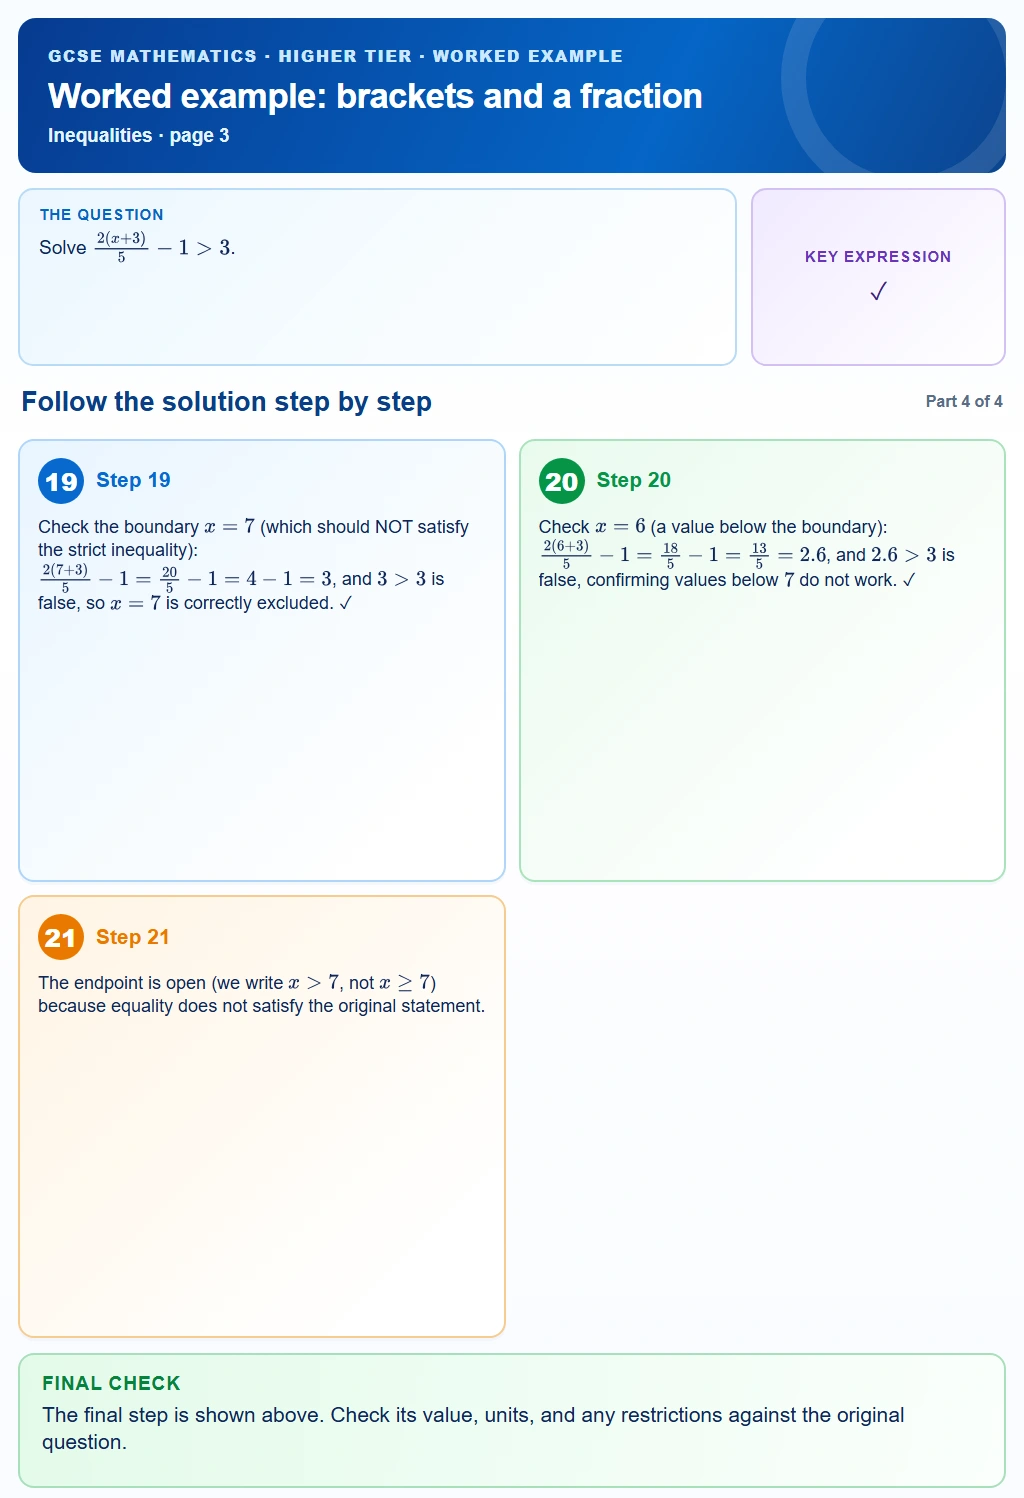 GCSE MATHEMATICS · HIGHER TIER · WORKED EXAMPLE
Worked example: brackets and a fraction
Inequalities · page 3
THE QUESTION
Solve $\frac{2(x+3)}{5} - 1 > 3$.
KEY EXPRESSION
✓
Follow the solution step by step
Part 4 of 4
19 Step 19
Check the boundary $x = 7$ (which should NOT satisfy
the strict inequality):
$\frac{2(7+3)}{5} - 1 = \frac{20}{5} - 1 = 4 - 1 = 3$, and $3 > 3$ is
false, so $x = 7$ is correctly excluded. ✓
20 Step 20
Check $x = 6$ (a value below the boundary):
$\frac{2(6+3)}{5} - 1 = \frac{18}{5} - 1 = \frac{13}{5} = 2.6$, and $2.6 > 3$ is
false, confirming values below $7$ do not work. ✓
21 Step 21
The endpoint is open (we write $x > 7$, not $x \geq 7$)
because equality does not satisfy the original statement.
FINAL CHECK
The final step is shown above. Check its value, units, and any restrictions against the original
question.